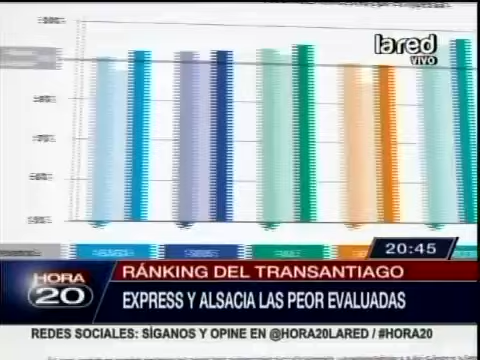 lared
VIVO
20:45
HORA
20
RÁNKING DEL TRANSANTIAGO
EXPRESS Y ALSACIA LAS PEOR EVALUADAS
REDES SOCIALES: SÍGANOS Y OPINE EN @HORA20LARED / #HORA20